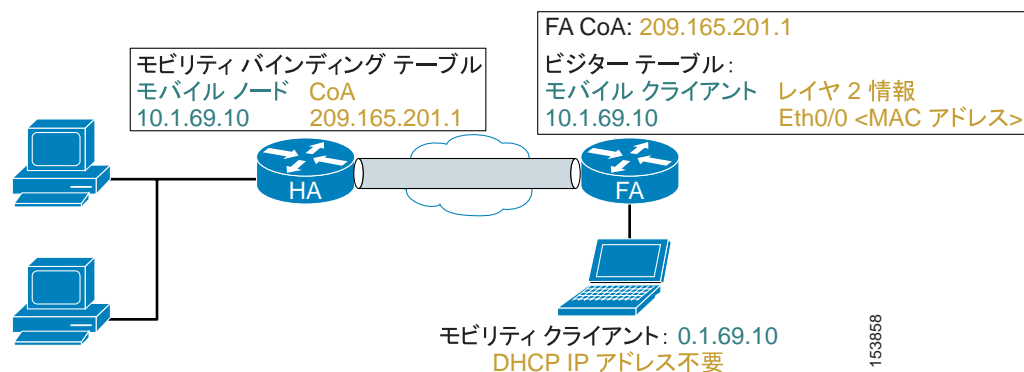 モビリティ バインディング テーブル
モバイル ノード CoA
10.1.69.10 209.165.201.1
FA CoA: 209.165.201.1
ビジター テーブル:
モバイル クライアント レイヤ 2 情報
10.1.69.10 Eth0/0 <MAC アドレス>
HA
FA
モビリティ クライアント: 0.1.69.10
DHCP IP アドレス不要
153858